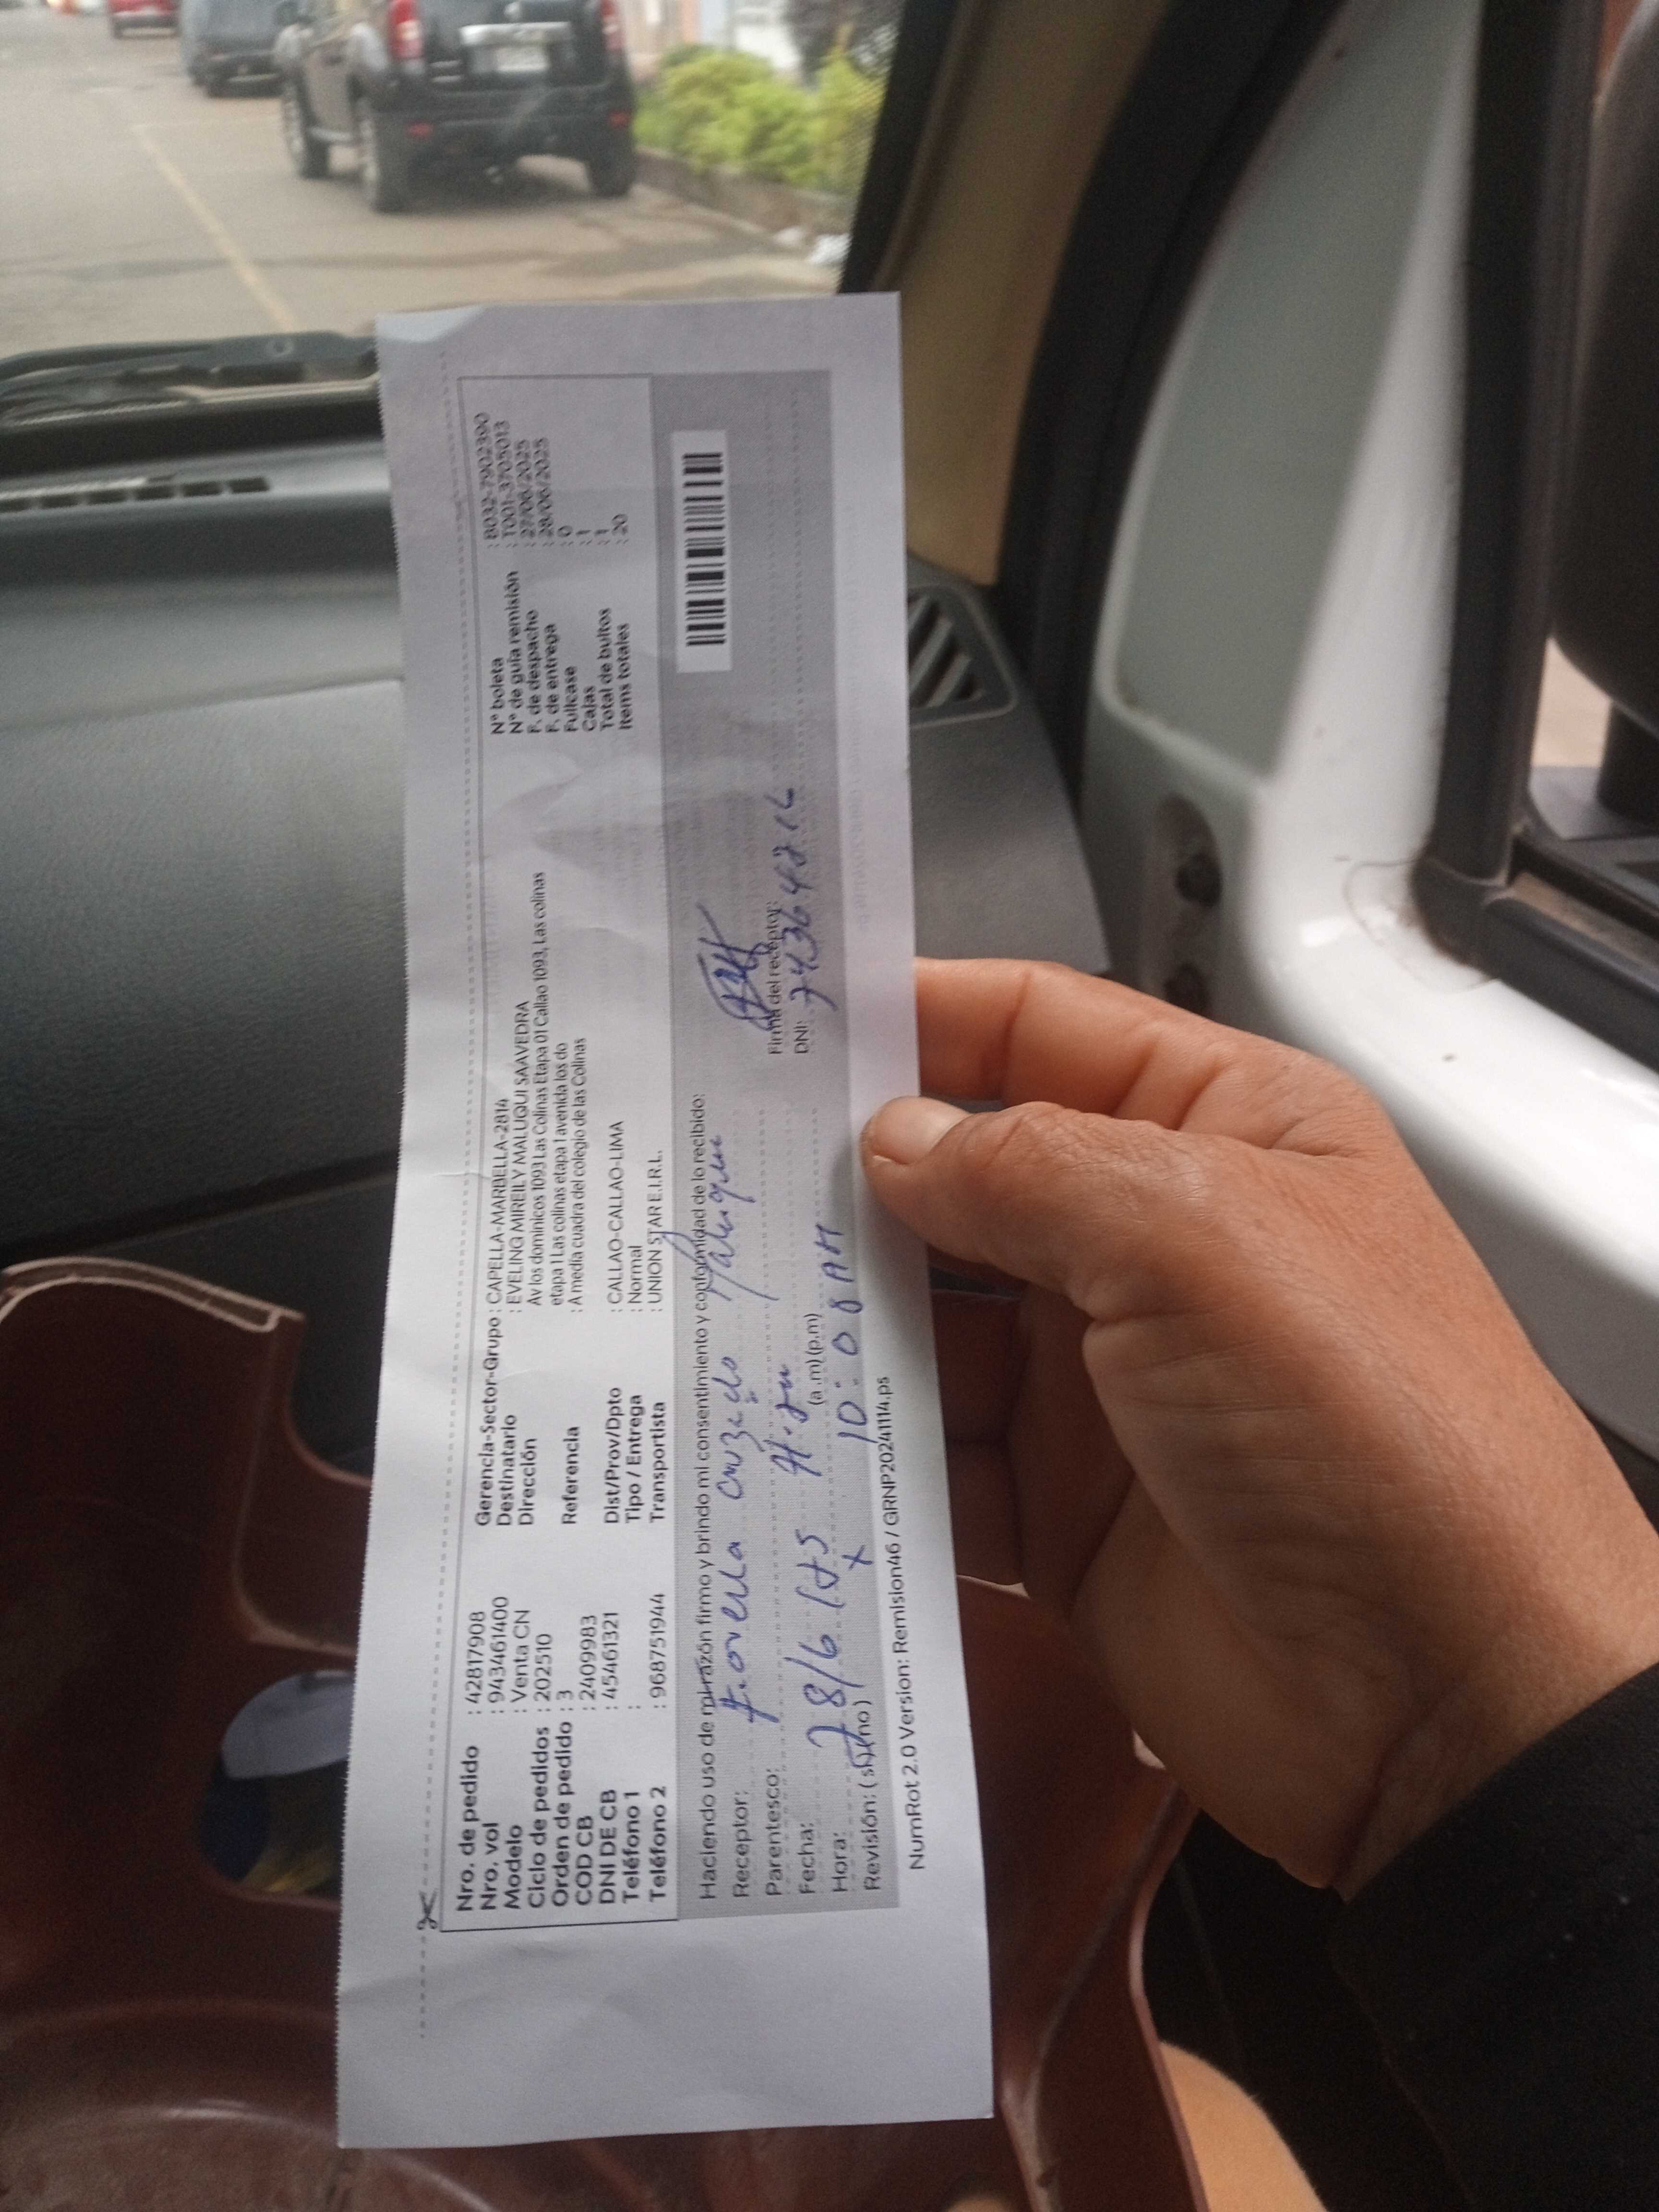 Nro. de pedido : 42817908
Nro. vol : 943461400
Modelo : Venta CN
Ciclo de pedidos : 202510
Orden de pedido : 3
COD CB : 2409983
DNI DE CB : 45461321
Teléfono 1 :
Teléfono 2 : 968751944
Gerencia-Sector-Grupo : CAPELLA-MARBELLA-2814
Destinatario : EVELING MIREILY MALUQUI SAAVEDRA
Dirección Av los dominicos 1093 Las Colinas Etapa 01 Callao 1093, Las colinas
etapa 1 Las colinas etapa 1 avenida los do
Referencia : A media cuadra del colegio de las Colinas
Dist/Prov/Dpto : CALLAO-CALLAO-LIMA
Tipo / Entrega : Normal
Transportista : UNION STAR E.I.R.L.
N° boleta : B032-7902390
N° de guía remisión : T001-3705013
F. de despacho : 27/06/2025
F. de entrega : 28/06/2025
Fullcase : 0
Cajas : 1
Total de bultos : 1
Items totales : 20
Haciendo uso de mi razón firmo y brindo mi consentimiento y conformidad de lo recibido:
Receptor:
Parentesco:
Fecha:
Hora: (a .m) (p.m) 10:08 AM
Revisión: ( si ) ( no ) x
Firma del receptor:
DNI:
NumRot 2.0 Version: Remision46 / GRNP20241114.ps